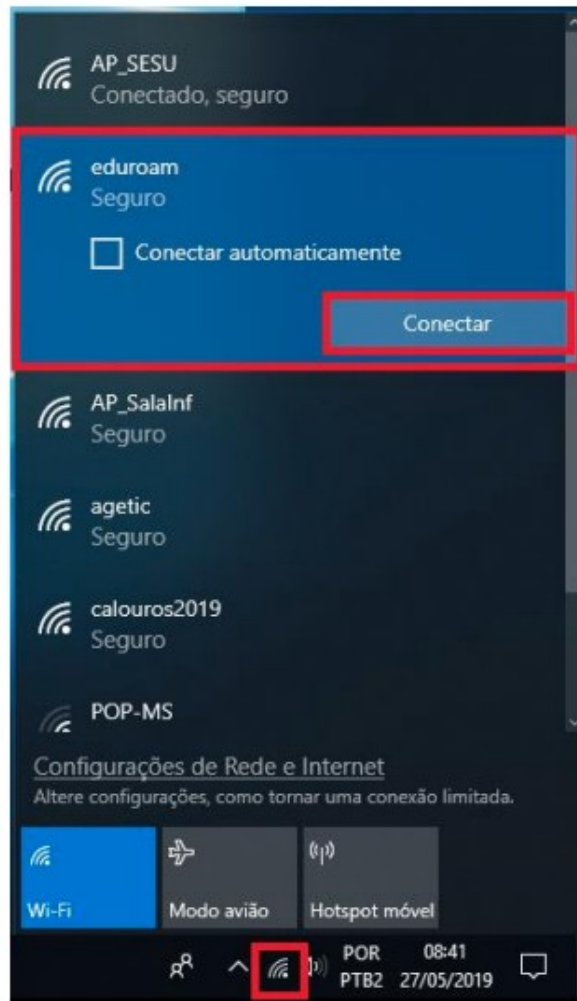 AP_SESU
Conectado, seguro
eduroam
Seguro
Conectar automaticamente
Conectar
AP_SalaInf
Seguro
agetic
Seguro
calouros2019
Seguro
POP-MS
Configurações de Rede e Internet
Altere configurações, como tornar uma conexão limitada.
Wi-Fi
Modo avião
Hotspot móvel
POR
08:41
PTB2
27/05/2019